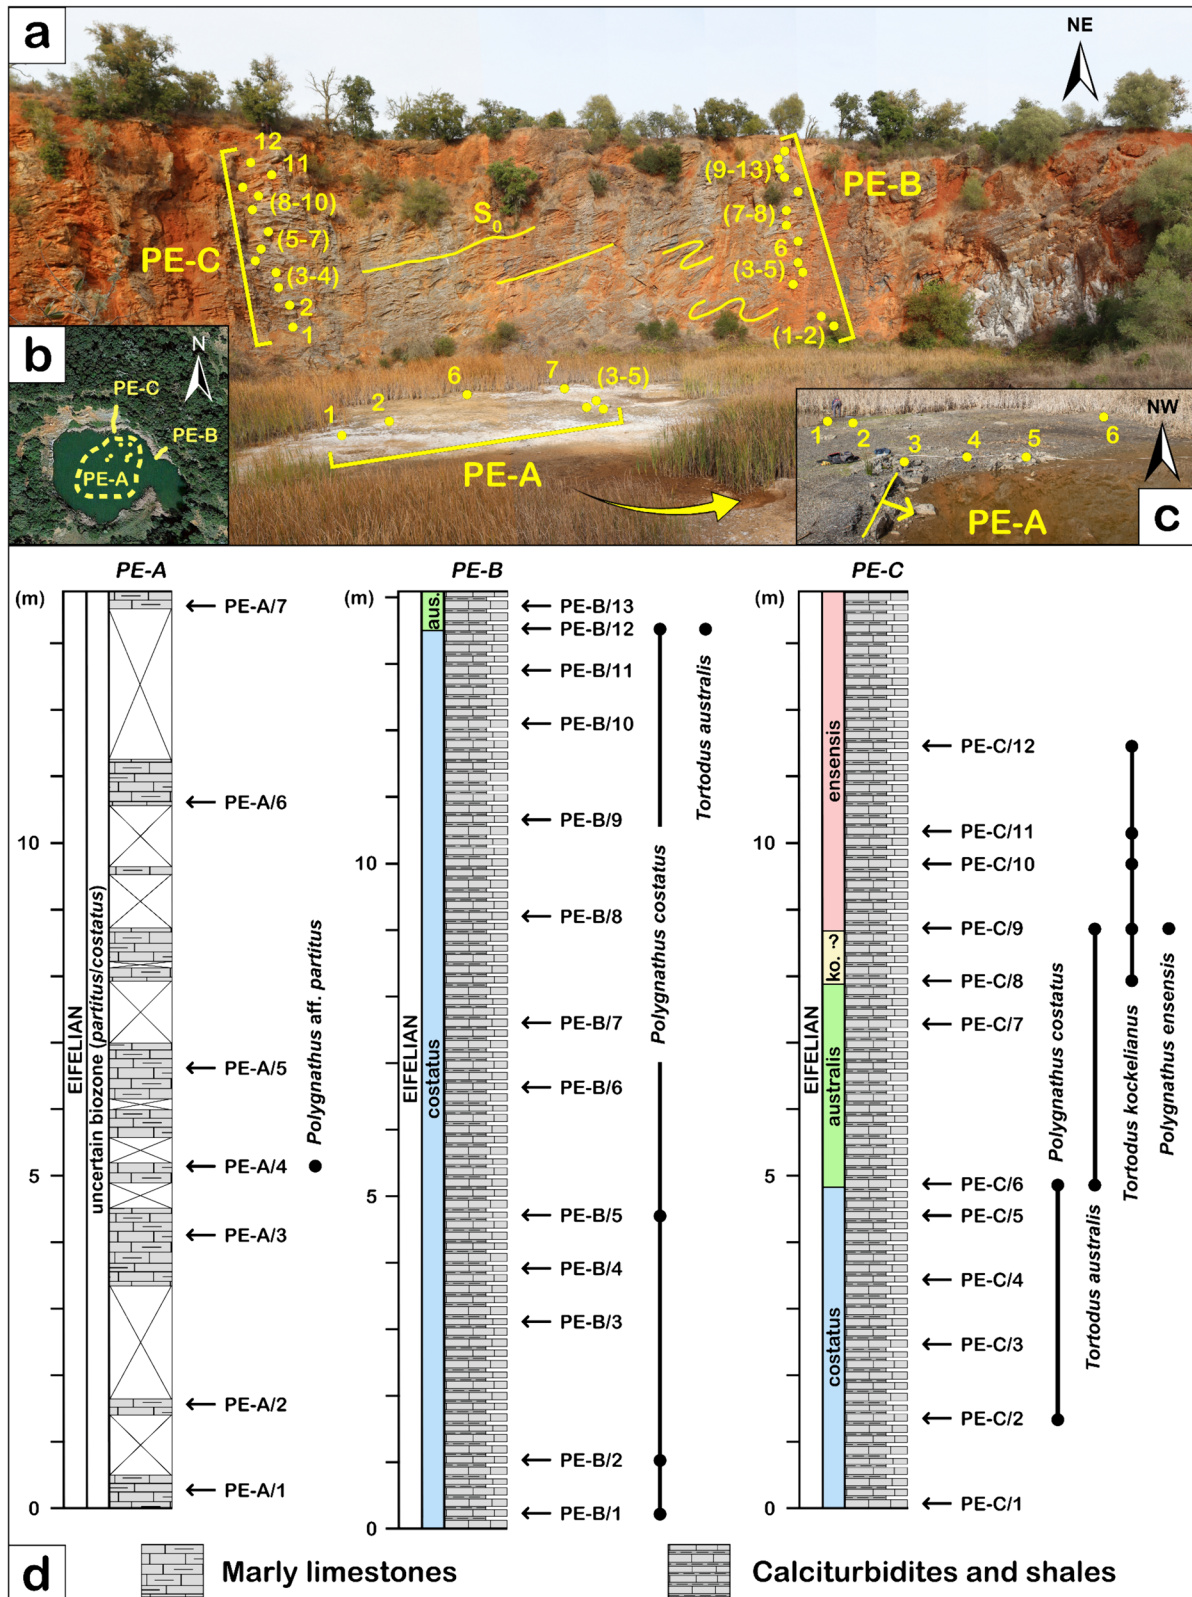 a
NE
12
11
(8-10)
(5-7)
(3-4)
2
1
PE-C
S0
(9-13)
(7-8)
6
(3-5)
(1-2)
PE-B
1
2
6
7
(3-5)
PE-A
b
N
PE-C
PE-B
PE-A
NW
1
2
3
4
5
6
PE-A
c
PE-A
(m)
10
5
0
EIFELIAN
uncertain biozone (partitus/costatus)
PE-A/7
PE-A/6
PE-A/5
PE-A/4
PE-A/3
PE-A/2
PE-A/1
Polygnathus aff. partitus
PE-B
(m)
10
5
0
EIFELIAN
aus.
costatus
PE-B/13
PE-B/12
PE-B/11
PE-B/10
PE-B/9
PE-B/8
PE-B/7
PE-B/6
PE-B/5
PE-B/4
PE-B/3
PE-B/2
PE-B/1
Polygnathus costatus
Tortodus australis
PE-C
(m)
10
5
0
EIFELIAN
ensensis
ko. ?
australis
costatus
PE-C/12
PE-C/11
PE-C/10
PE-C/9
PE-C/8
PE-C/7
PE-C/6
PE-C/5
PE-C/4
PE-C/3
PE-C/2
PE-C/1
Polygnathus costatus
Tortodus australis
Tortodus kockelianus
Polygnathus ensensis
d
Marly limestones
Calciturbidites and shales